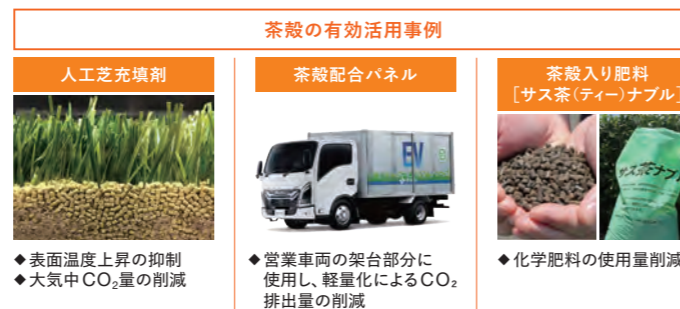 茶殻の有効活用事例
人工芝充填剤
◆表面温度上昇の抑制
◆大気中CO₂量の削減
茶殻配合パネル
EV
◆営業車両の架台部分に
使用し、軽量化によるCO₂
排出量の削減
茶殻入り肥料
［サス茶（ティー）ナブル］
サス茶ナブル
◆化学肥料の使用量削減